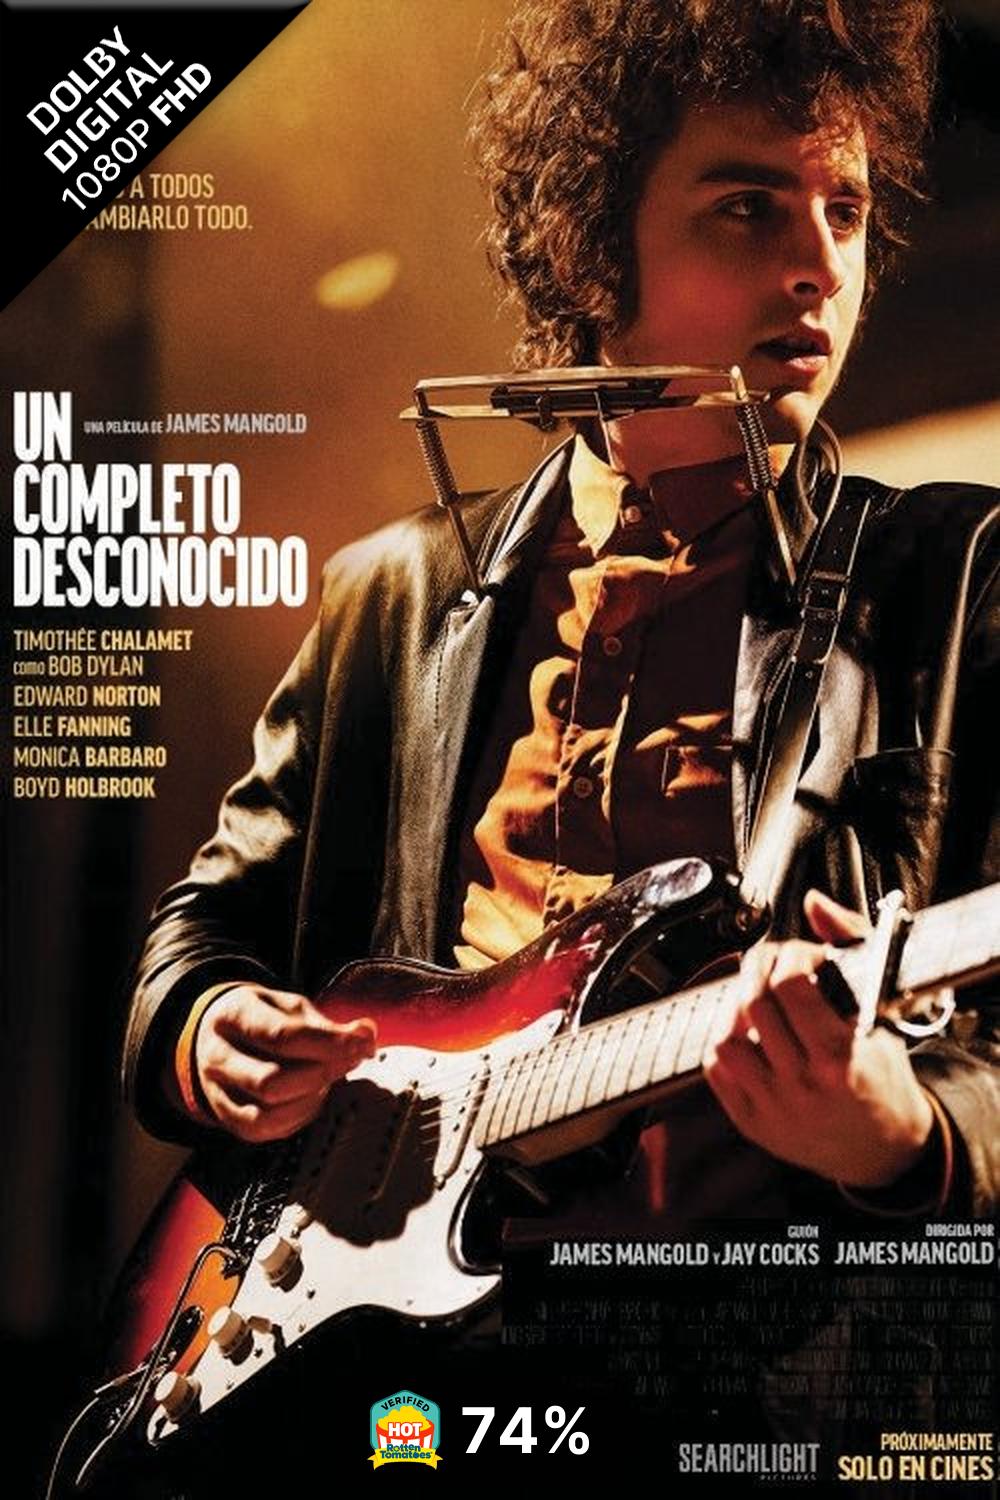 DOLBY
DIGITAL
1080P FHD
A TODOS
AMBIARLO TODO.
UN
UNA PELÍCULA DE JAMES MANGOLD
COMPLETO
DESCONOCIDO
TIMOTHÉE CHALAMET
como BOB DYLAN
EDWARD NORTON
ELLE FANNING
MONICA BARBARO
BOYD HOLBROOK
GUIÓN
JAMES MANGOLD Y JAY COCKS
DIRIGIDA POR
JAMES MANGOLD
VERIFIED
HOT
Rotten
Tomatoes
74%
SEARCHLIGHT
PICTURES
PRÓXIMAMENTE
SOLO EN CINES